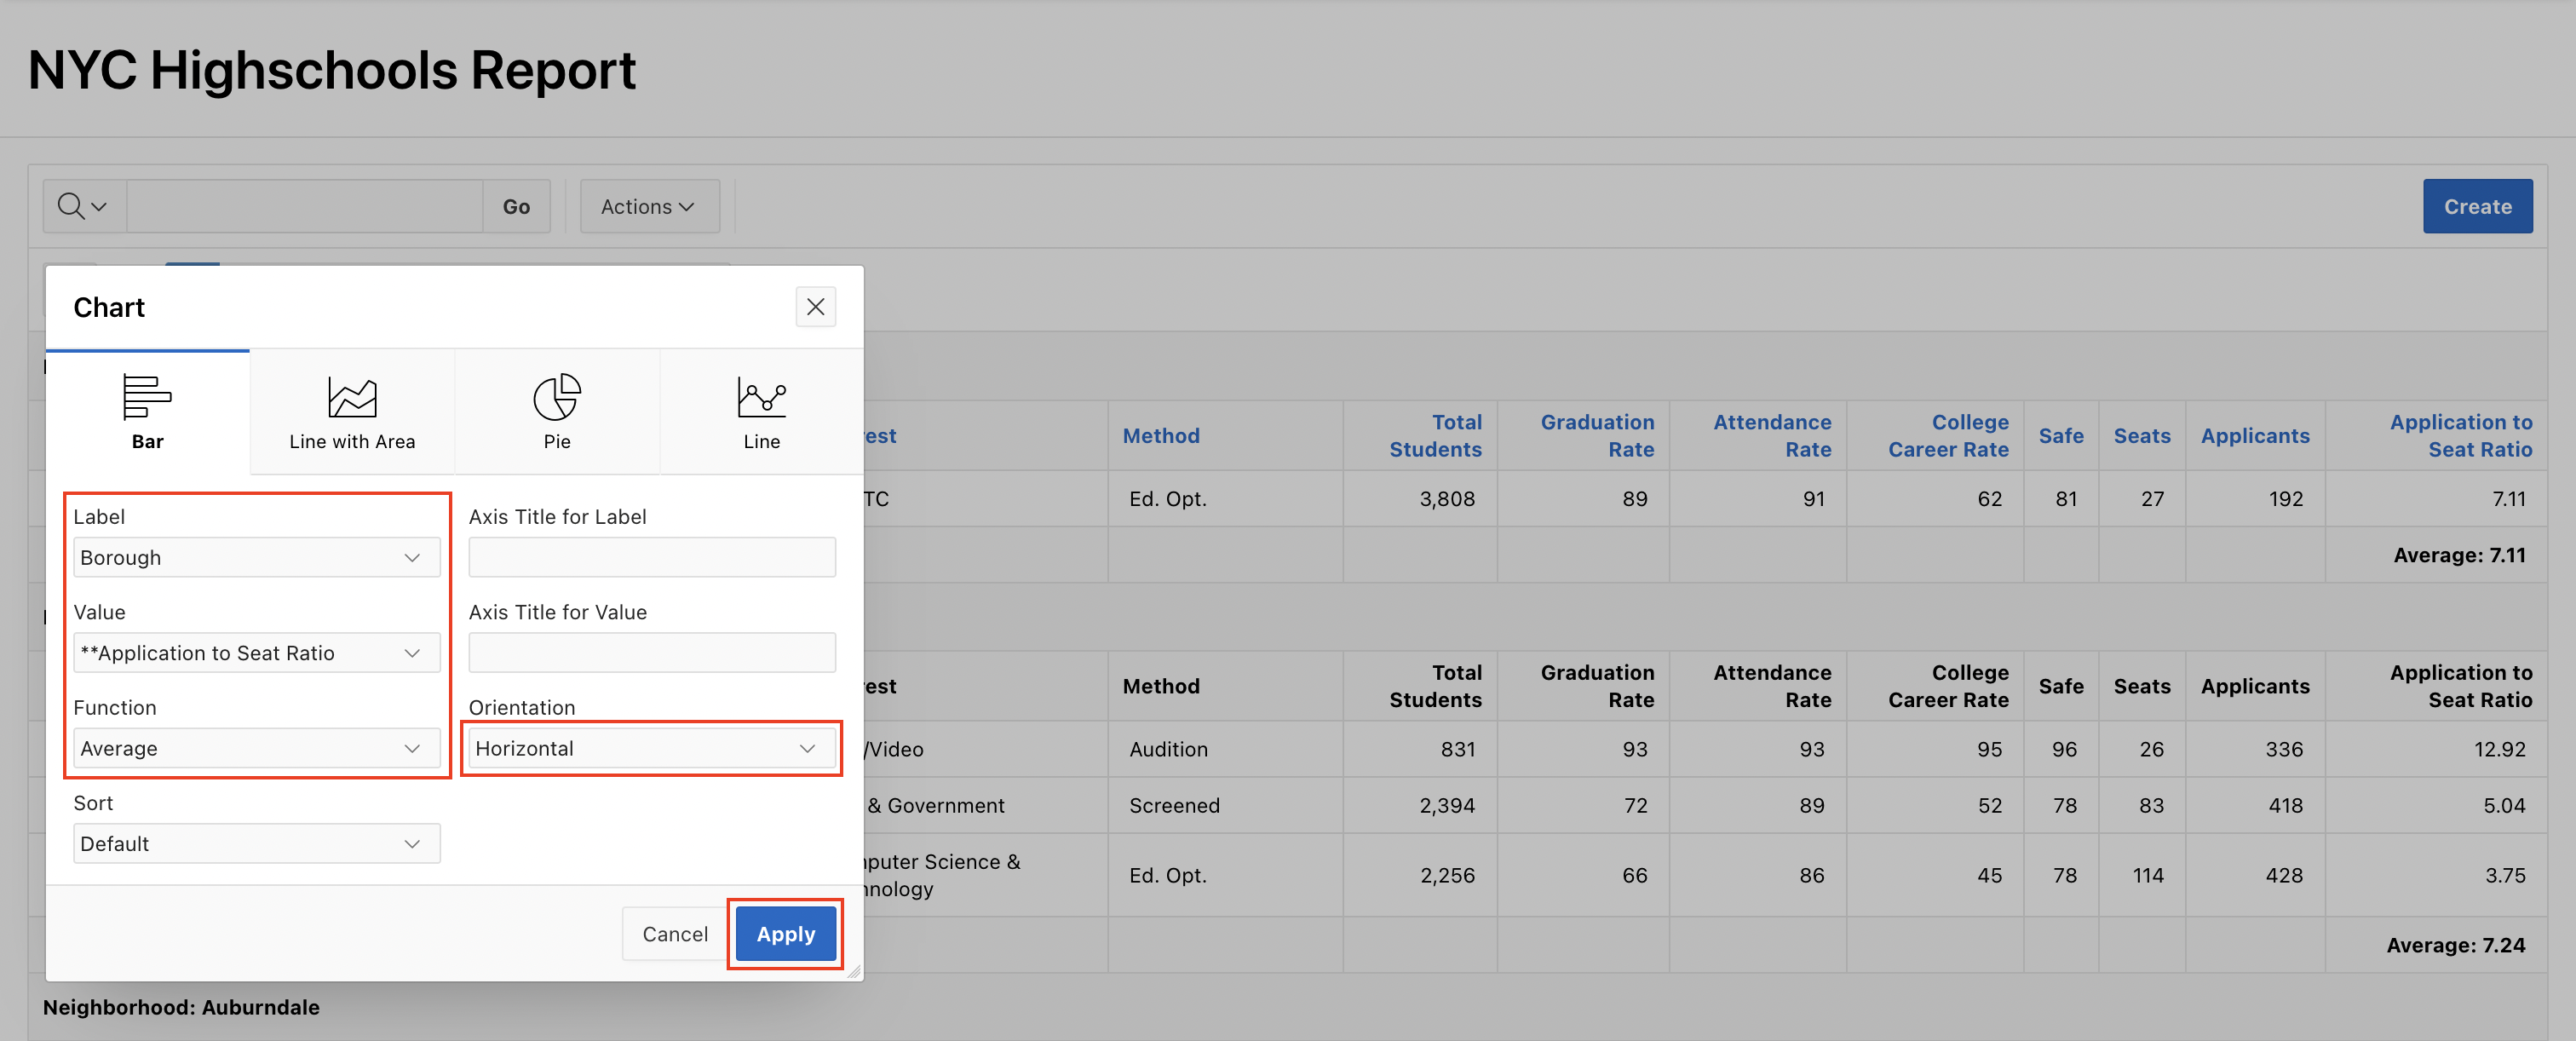 NYC Highschools Report
Go
Actions
Create
Chart
Bar
Line with Area
Pie
Line
Label
Borough
Axis Title for Label
Value
**Application to Seat Ratio
Axis Title for Value
Function
Average
Orientation
Horizontal
Sort
Default
Cancel
Apply
Method
Total Students
Graduation Rate
Attendance Rate
College Career Rate
Safe
Seats
Applicants
Application to Seat Ratio
TC
Ed. Opt.
3,808
89
91
62
81
27
192
7.11
Average: 7.11
Method
Total Students
Graduation Rate
Attendance Rate
College Career Rate
Safe
Seats
Applicants
Application to Seat Ratio
/Video
Audition
831
93
93
95
96
26
336
12.92
& Government
Screened
2,394
72
89
52
78
83
418
5.04
puter Science &
nology
Ed. Opt.
2,256
66
86
45
78
114
428
3.75
Average: 7.24
Neighborhood: Auburndale